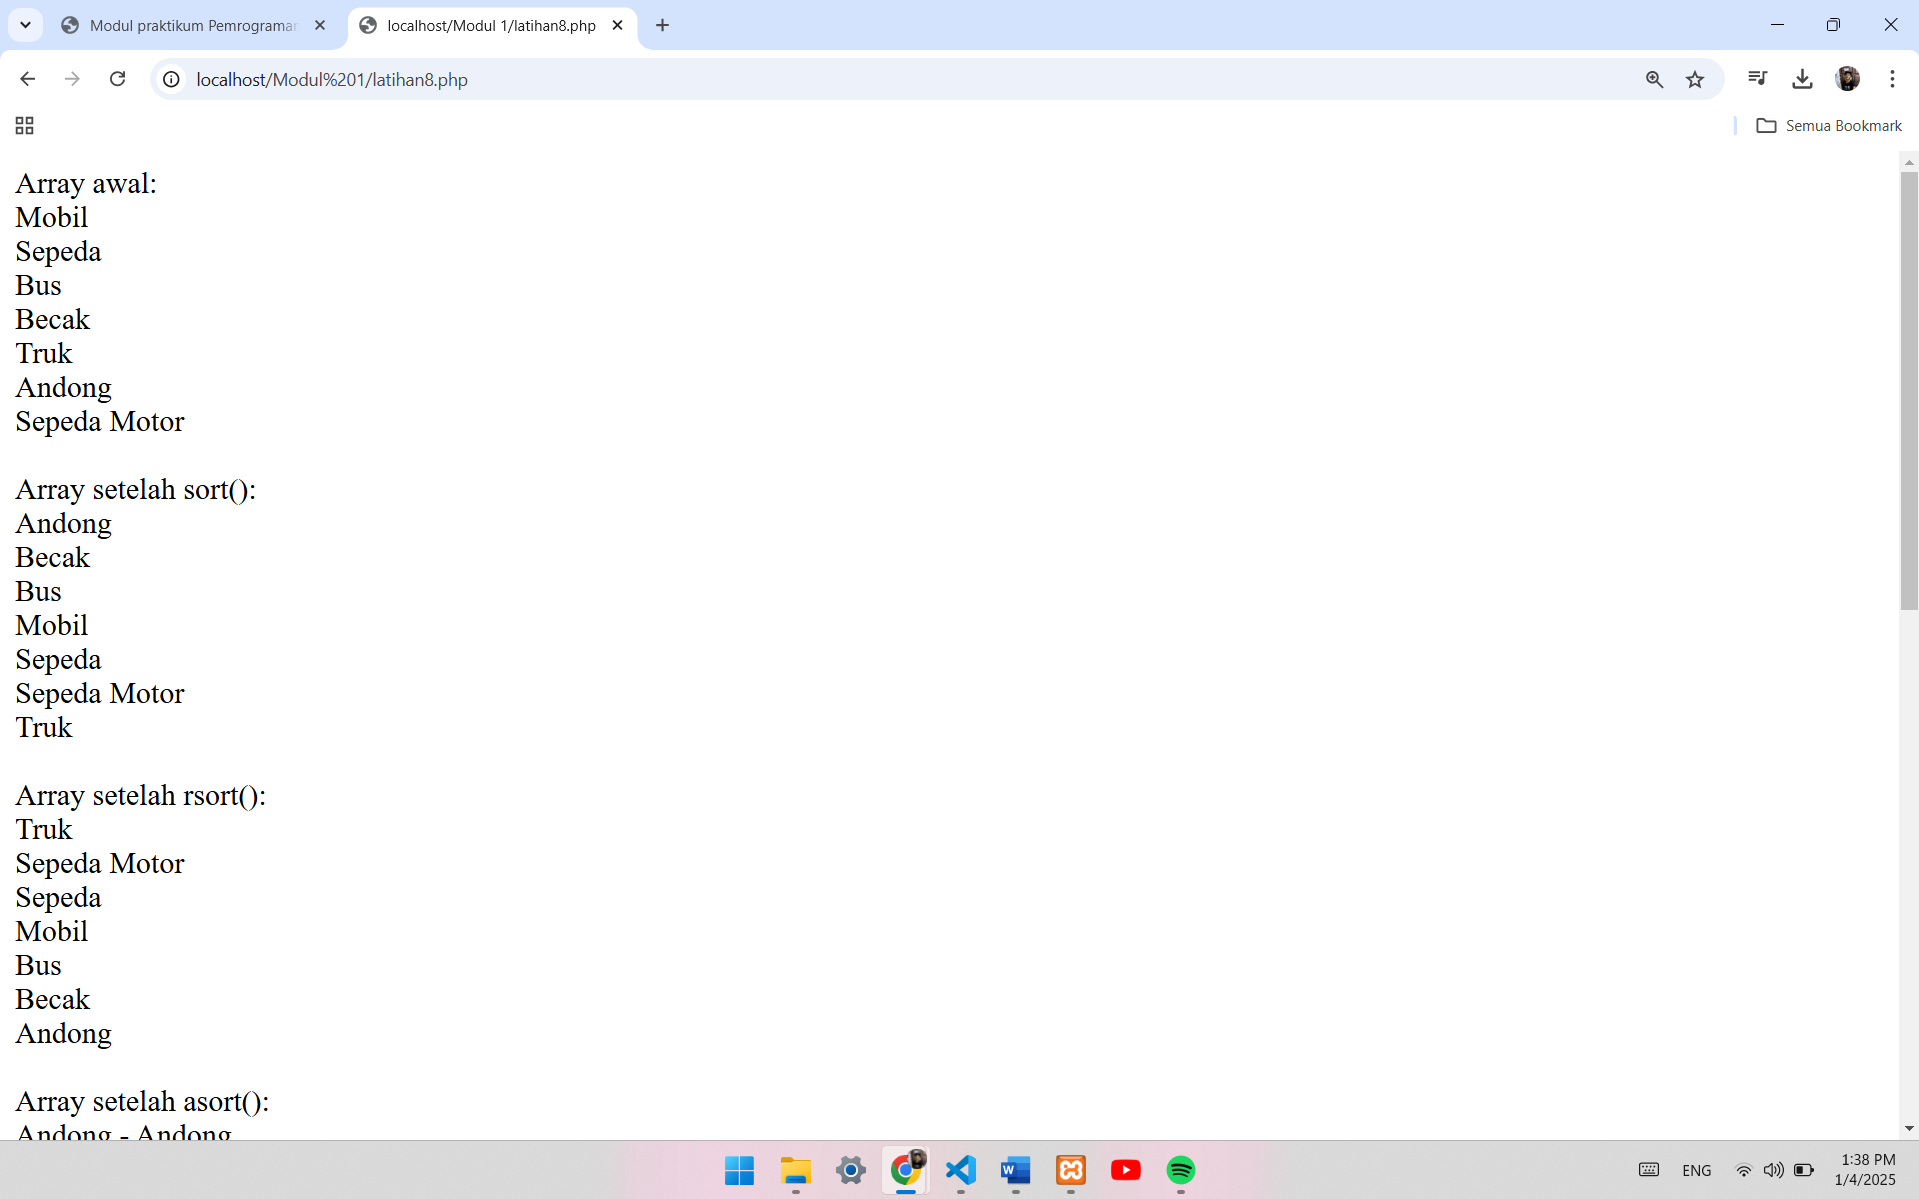 Modul praktikum Pemrograman
localhost/Modul 1/latihan8.php
localhost/Modul%201/latihan8.php
Semua Bookmark
Array awal:
Mobil
Sepeda
Bus
Becak
Truk
Andong
Sepeda Motor
Array setelah sort():
Andong
Becak
Bus
Mobil
Sepeda
Sepeda Motor
Truk
Array setelah rsort():
Truk
Sepeda Motor
Sepeda
Mobil
Bus
Becak
Andong
Array setelah asort():
Andong - Andong
ENG
1:38 PM
1/4/2025